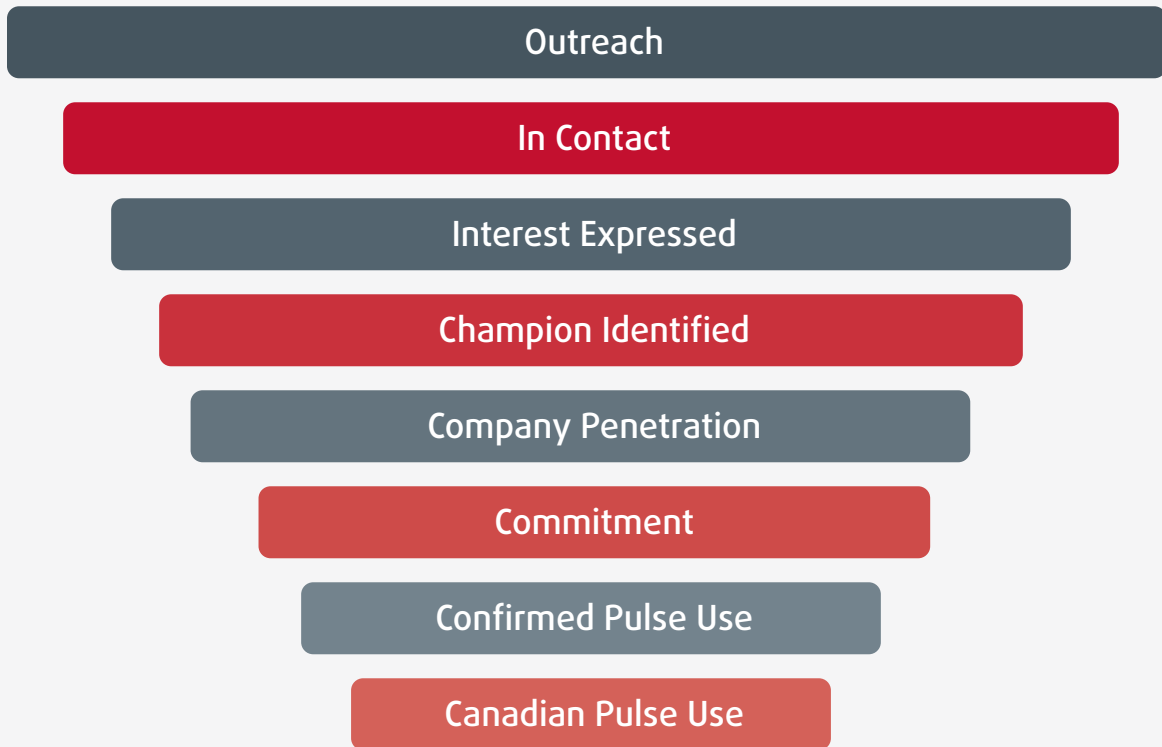 Outreach
In Contact
Interest Expressed
Champion Identified
Company Penetration
Commitment
Confirmed Pulse Use
Canadian Pulse Use